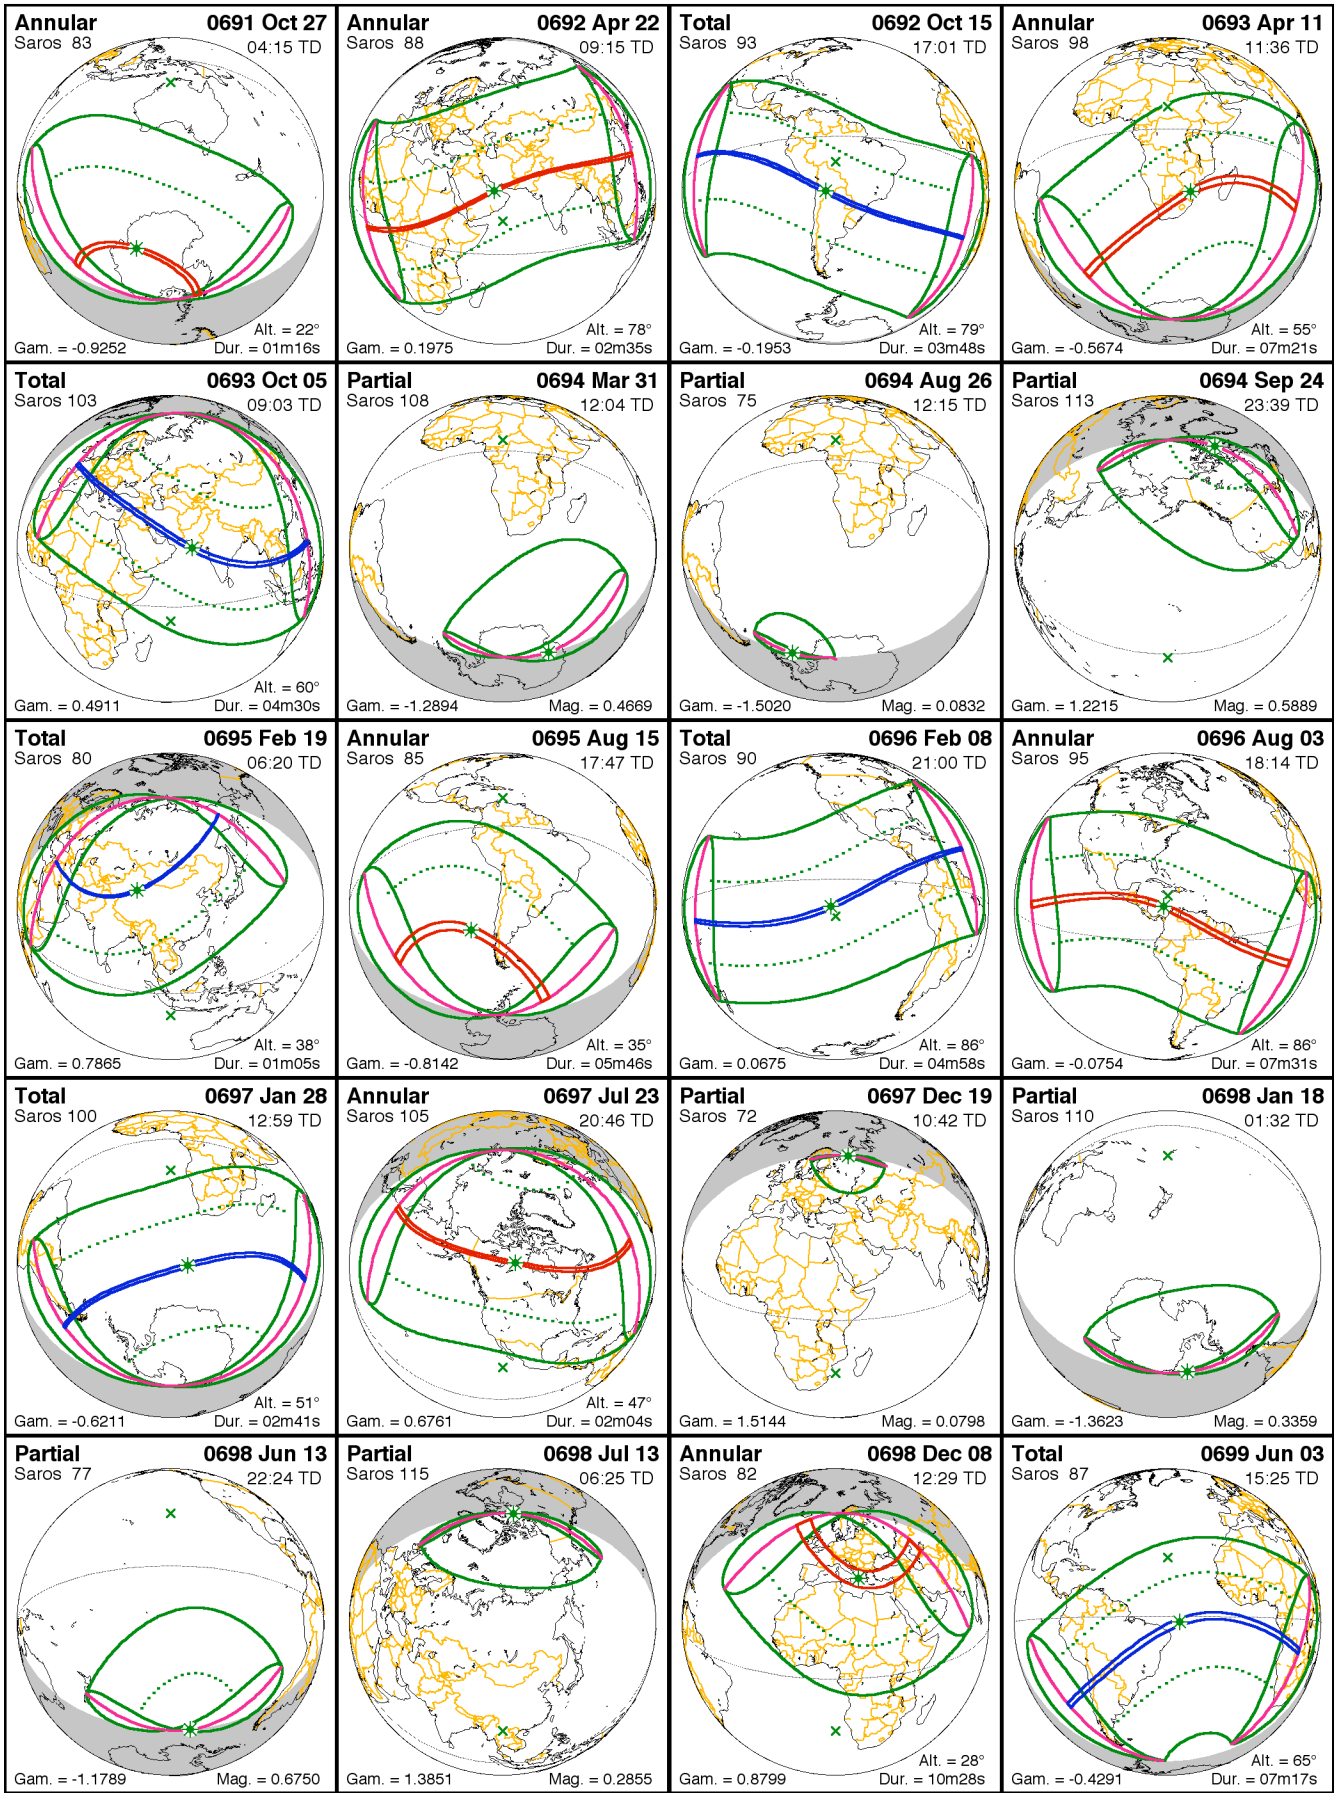 Annular 0691 Oct 27
Saros 83 04:15 TD
Alt. = 22°
Gam. = -0.9252 Dur. = 01m16s
Annular 0692 Apr 22
Saros 88 09:15 TD
Alt. = 78°
Gam. = 0.1975 Dur. = 02m35s
Total 0692 Oct 15
Saros 93 17:01 TD
Alt. = 79°
Gam. = -0.1953 Dur. = 03m48s
Annular 0693 Apr 11
Saros 98 11:36 TD
Alt. = 55°
Gam. = -0.5674 Dur. = 07m21s
Total 0693 Oct 05
Saros 103 09:03 TD
Alt. = 60°
Gam. = 0.4911 Dur. = 04m30s
Partial 0694 Mar 31
Saros 108 12:04 TD
Gam. = -1.2894 Mag. = 0.4669
Partial 0694 Aug 26
Saros 75 12:15 TD
Gam. = -1.5020 Mag. = 0.0832
Partial 0694 Sep 24
Saros 113 23:39 TD
Gam. = 1.2215 Mag. = 0.5889
Total 0695 Feb 19
Saros 80 06:20 TD
Alt. = 38°
Gam. = 0.7865 Dur. = 01m05s
Annular 0695 Aug 15
Saros 85 17:47 TD
Alt. = 35°
Gam. = -0.8142 Dur. = 05m46s
Total 0696 Feb 08
Saros 90 21:00 TD
Alt. = 86°
Gam. = 0.0675 Dur. = 04m58s
Annular 0696 Aug 03
Saros 95 18:14 TD
Alt. = 86°
Gam. = -0.0754 Dur. = 07m31s
Total 0697 Jan 28
Saros 100 12:59 TD
Alt. = 51°
Gam. = -0.6211 Dur. = 02m41s
Annular 0697 Jul 23
Saros 105 20:46 TD
Alt. = 47°
Gam. = 0.6761 Dur. = 02m04s
Partial 0697 Dec 19
Saros 72 10:42 TD
Gam. = 1.5144 Mag. = 0.0798
Partial 0698 Jan 18
Saros 110 01:32 TD
Gam. = -1.3623 Mag. = 0.3359
Partial 0698 Jun 13
Saros 77 22:24 TD
Gam. = -1.1789 Mag. = 0.6750
Partial 0698 Jul 13
Saros 115 06:25 TD
Gam. = 1.3851 Mag. = 0.2855
Annular 0698 Dec 08
Saros 82 12:29 TD
Alt. = 28°
Gam. = 0.8799 Dur. = 10m28s
Total 0699 Jun 03
Saros 87 15:25 TD
Alt. = 65°
Gam. = -0.4291 Dur. = 07m17s